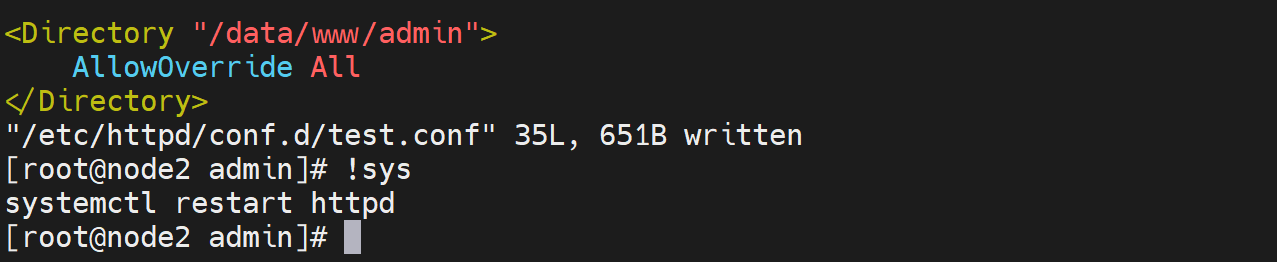 <Directory "/data/www/admin">
    AllowOverride All
</Directory>
"/etc/httpd/conf.d/test.conf" 35L, 651B written
[root@node2 admin]# !sys
systemctl restart httpd
[root@node2 admin]#